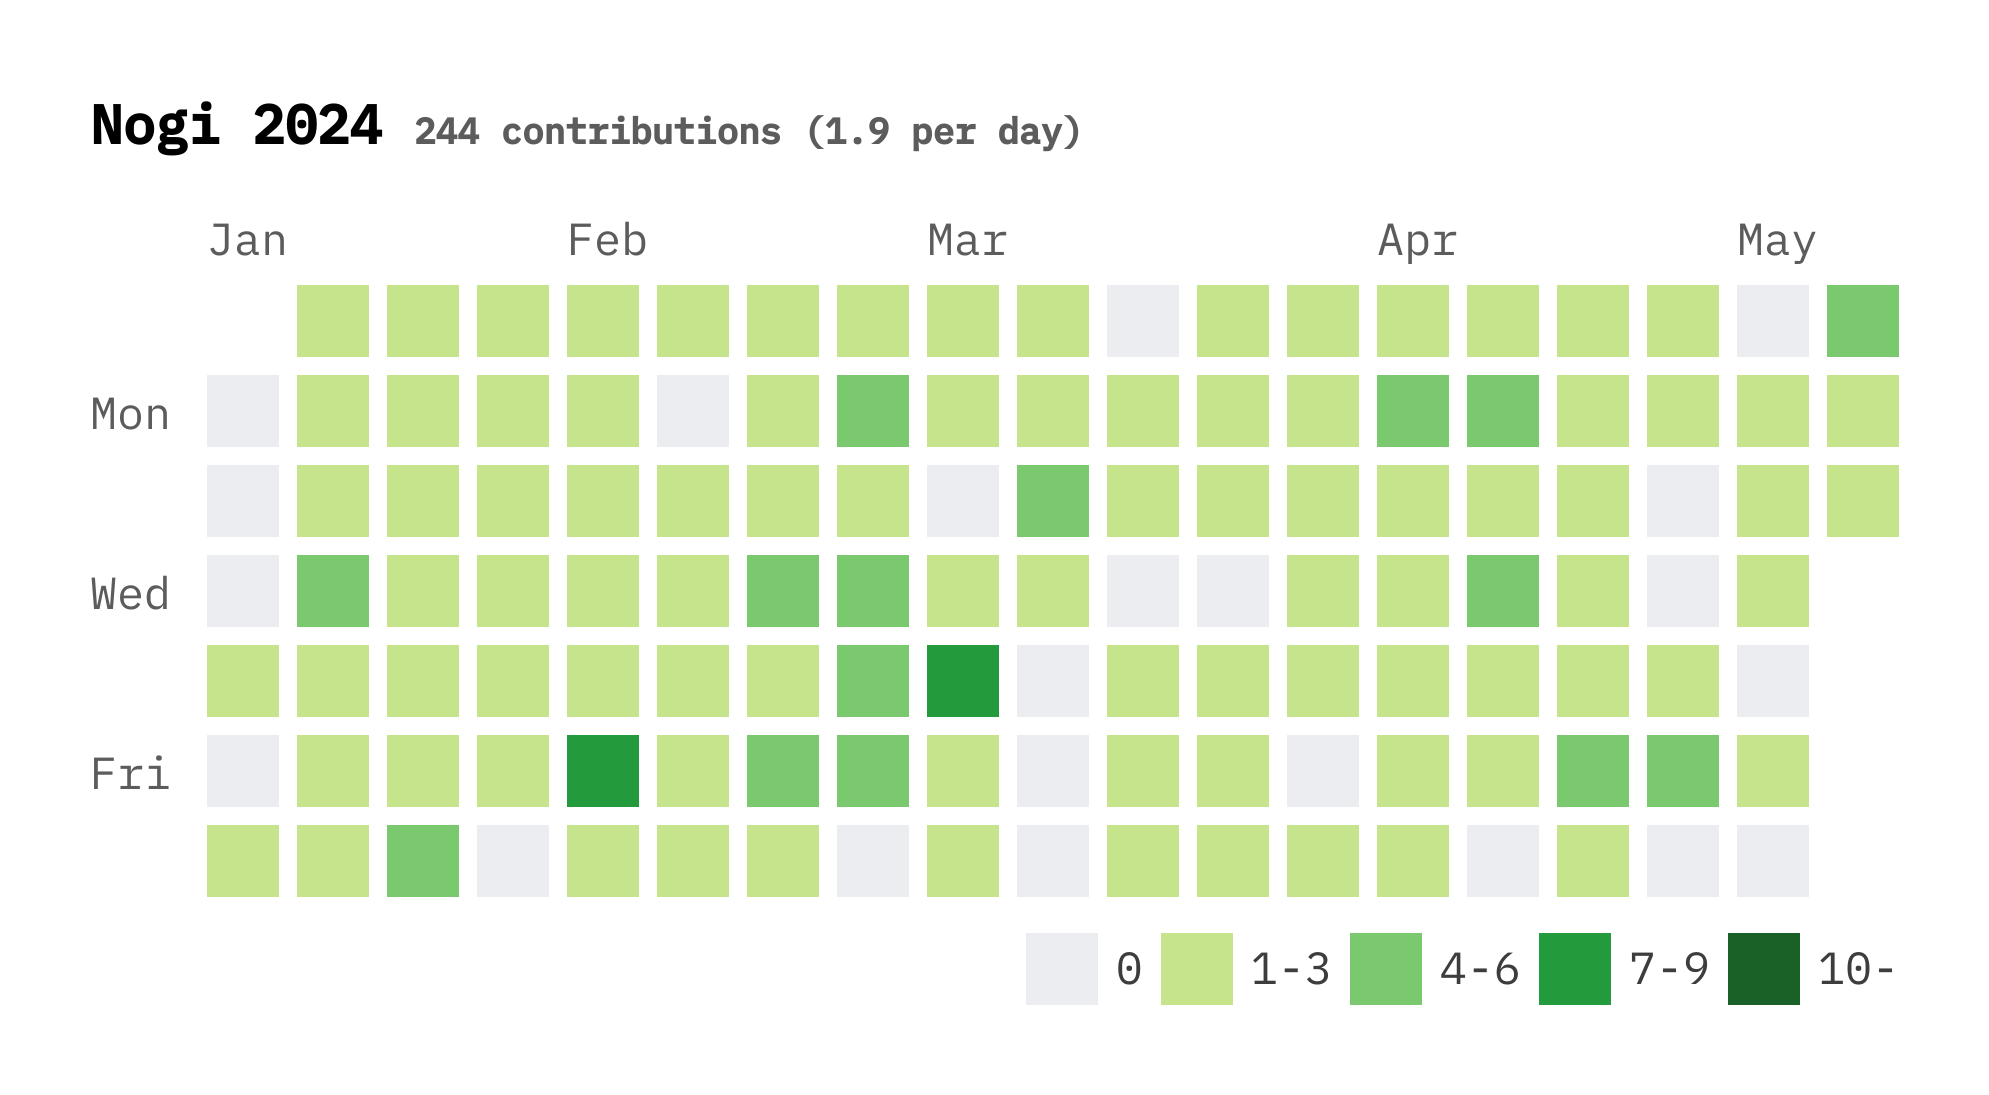 Nogi 2024 244 contributions (1.9 per day)
Jan Feb Mar Apr May
Mon
Wed
Fri
0 1-3 4-6 7-9 10-